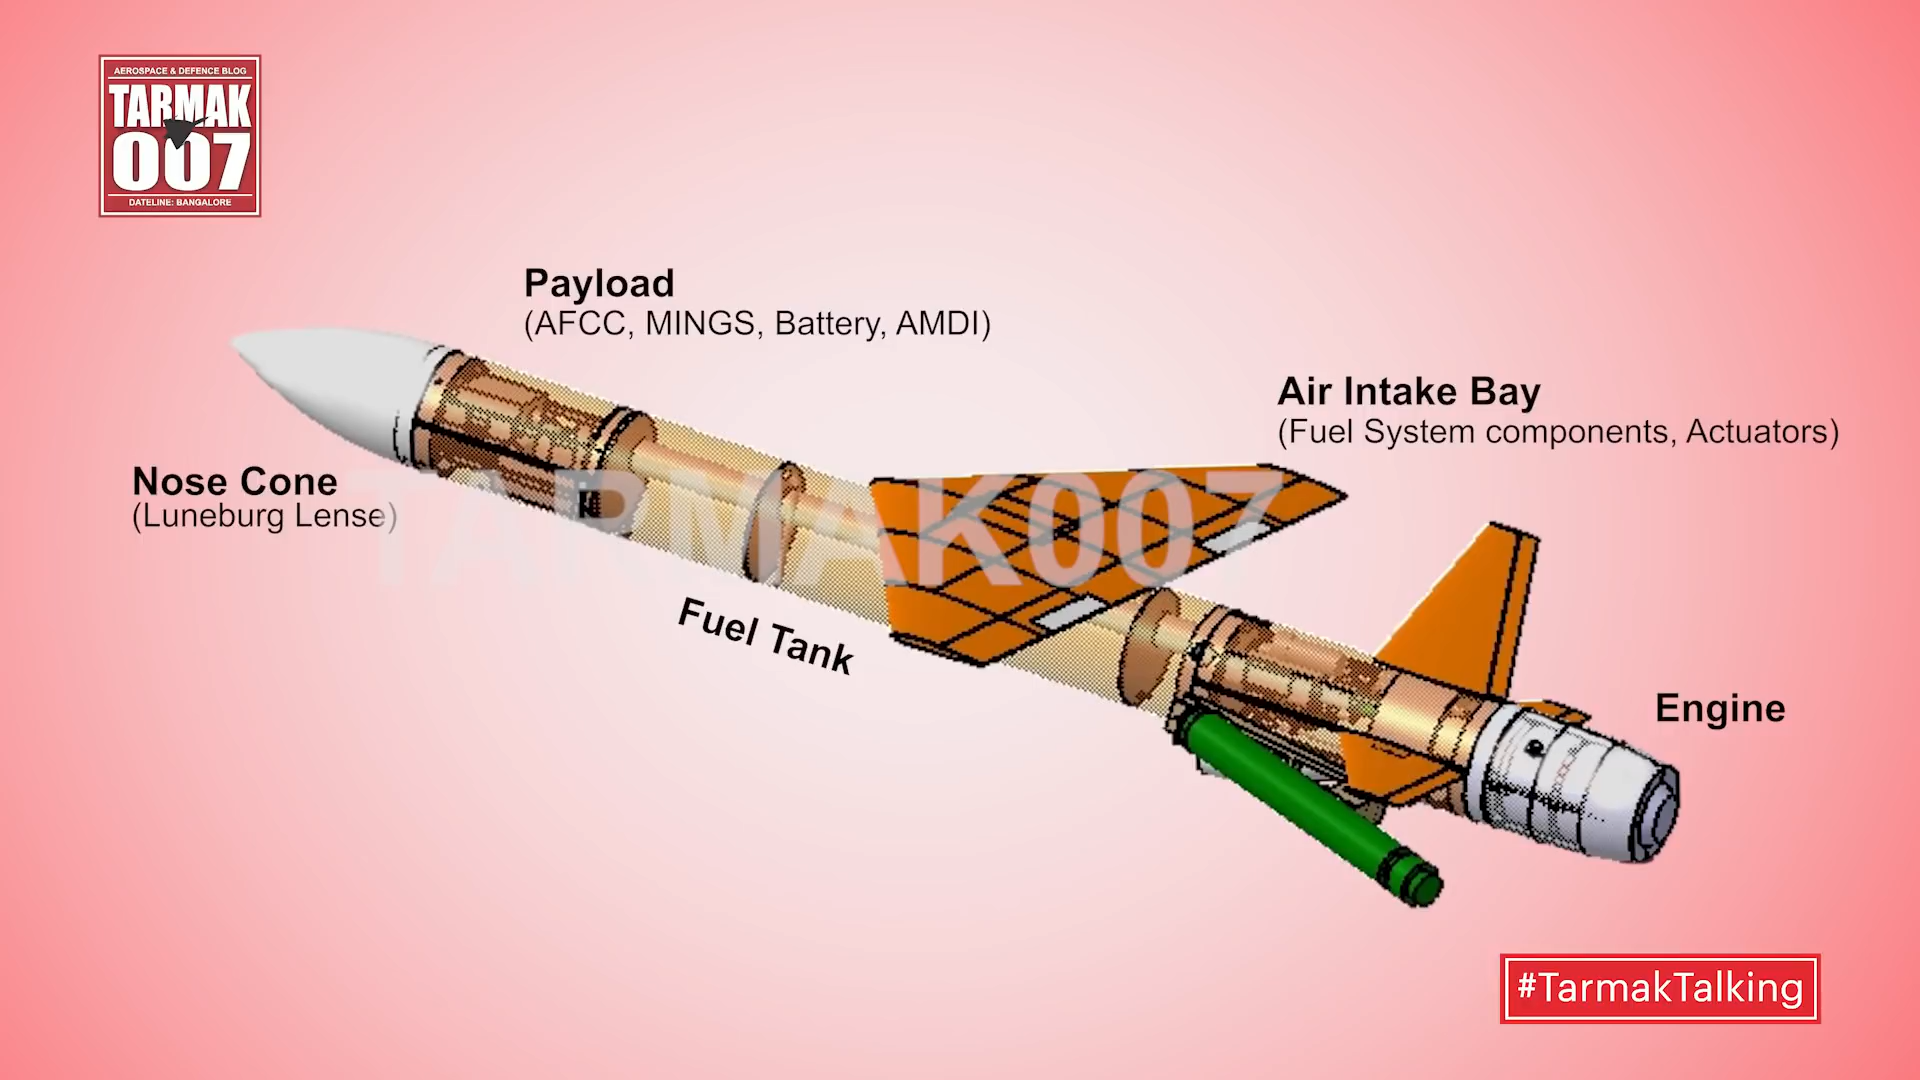 AEROSPACE & DEFENCE BLOG
TARMAK
007
DATELINE: BANGALORE
Payload
(AFCC, MINGS, Battery, AMDI)
Air Intake Bay
(Fuel System components, Actuators)
Nose Cone
(Luneburg Lense)
TARMAK007
Fuel Tank
Engine
#TarmakTalking